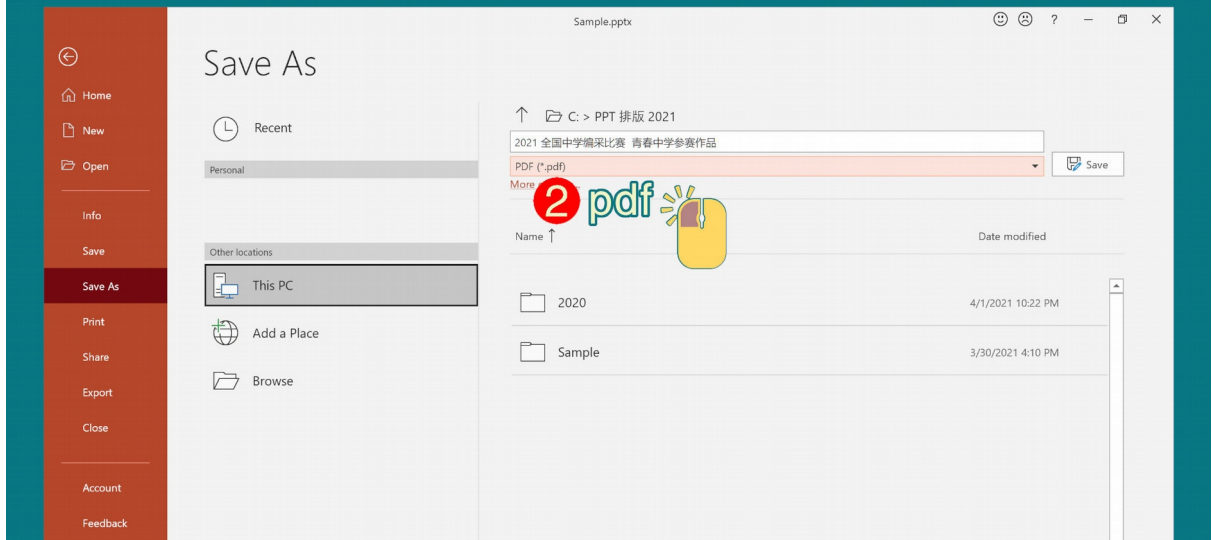 Sample.pptx
?
Save As
Home
New
Open
Info
Save
Save As
Print
Share
Export
Close
Account
Feedback
Recent
Personal
Other locations
This PC
Add a Place
Browse
C: > PPT 排版 2021
2021 全国中学编采比赛 青春中学参赛作品
PDF (*.pdf)
Save
More
2 pdf
Name ↑
Date modified
2020
4/1/2021 10:22 PM
Sample
3/30/2021 4:10 PM